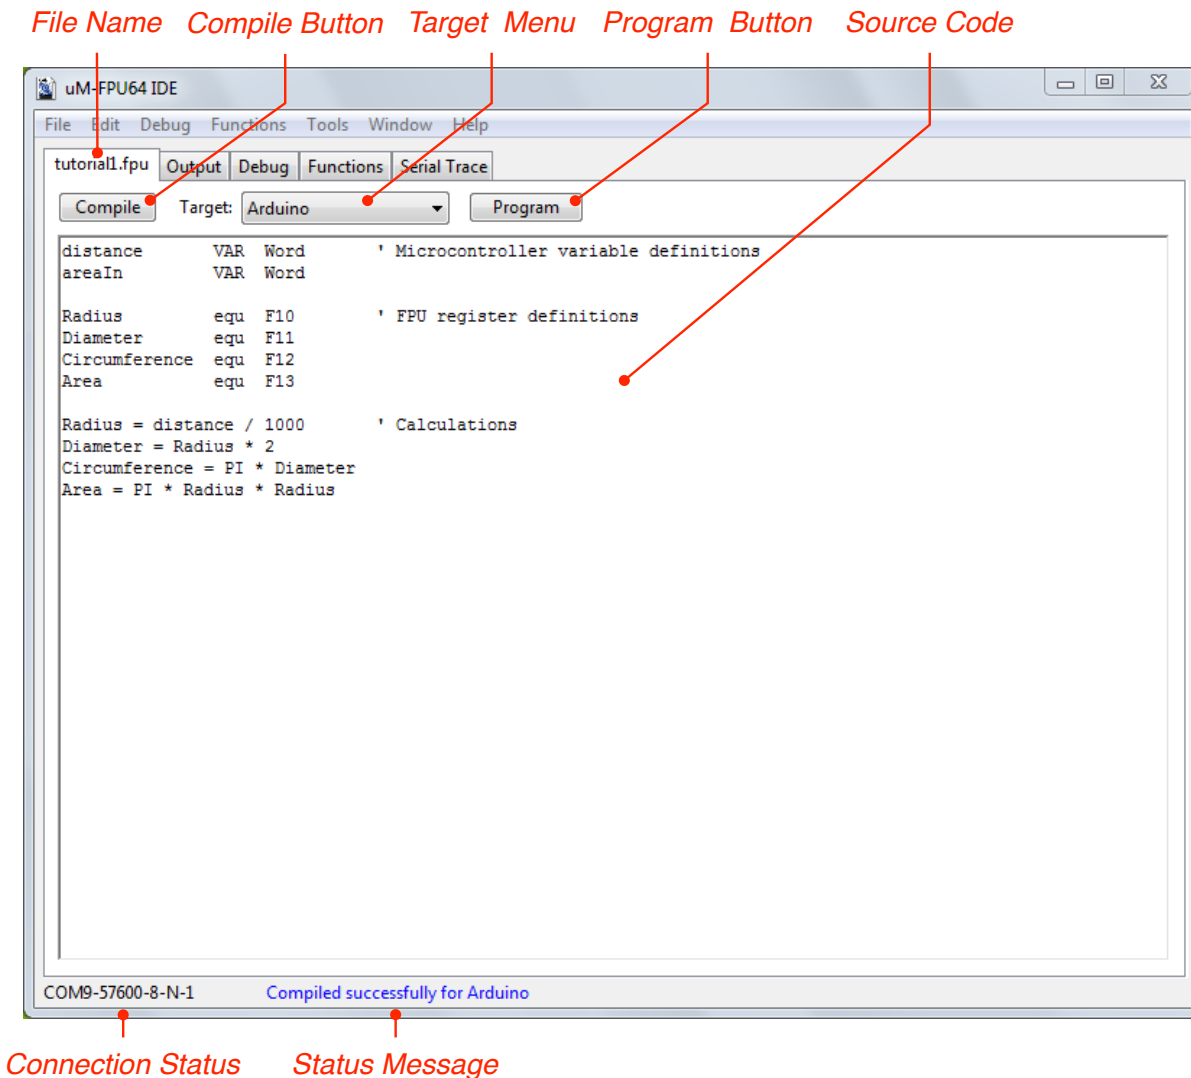 File Name Compile Button Target Menu Program Button Source Code
uM-FPU64 IDE
File Edit Debug Functions Tools Window Help
tutorial1.fpu Output Debug Functions Serial Trace
Compile Target: Arduino Program
distance VAR Word ' Microcontroller variable definitions
areaIn VAR Word
Radius equ F10 ' FPU register definitions
Diameter equ F11
Circumference equ F12
Area equ F13
Radius = distance / 1000 ' Calculations
Diameter = Radius * 2
Circumference = PI * Diameter
Area = PI * Radius * Radius
COM9-57600-8-N-1 Compiled successfully for Arduino
Connection Status Status Message